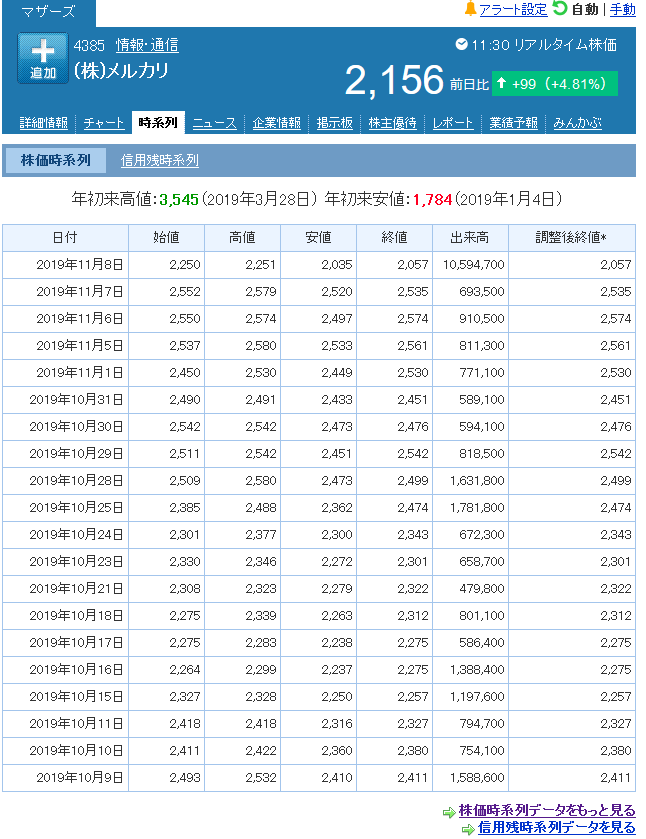 マザーズ
アラート設定 自動 | 手動
4385 情報・通信
11:30 リアルタイム株価
追加
(株)メルカリ
2,156 前日比 +99 (+4.81%)
詳細情報 チャート 時系列 ニュース 企業情報 掲示板 株主優待 レポート 業績予報 みんかぶ
株価時系列 信用残時系列
年初来高値:3,545(2019年3月28日) 年初来安値:1,784(2019年1月4日)
日付 始値 高値 安値 終値 出来高 調整後終値*
2019年11月8日 2,250 2,251 2,035 2,057 10,594,700 2,057
2019年11月7日 2,552 2,579 2,520 2,535 693,500 2,535
2019年11月6日 2,550 2,574 2,497 2,574 910,500 2,574
2019年11月5日 2,537 2,580 2,533 2,561 811,300 2,561
2019年11月1日 2,450 2,530 2,449 2,530 771,100 2,530
2019年10月31日 2,490 2,491 2,433 2,451 589,100 2,451
2019年10月30日 2,542 2,542 2,473 2,476 594,100 2,476
2019年10月29日 2,511 2,542 2,451 2,542 818,500 2,542
2019年10月28日 2,509 2,580 2,473 2,499 1,631,800 2,499
2019年10月25日 2,385 2,488 2,362 2,474 1,781,800 2,474
2019年10月24日 2,301 2,377 2,300 2,343 672,300 2,343
2019年10月23日 2,330 2,346 2,272 2,301 658,700 2,301
2019年10月21日 2,308 2,323 2,279 2,322 479,800 2,322
2019年10月18日 2,275 2,339 2,263 2,312 801,100 2,312
2019年10月17日 2,275 2,283 2,238 2,275 586,400 2,275
2019年10月16日 2,264 2,299 2,237 2,275 1,388,400 2,275
2019年10月15日 2,327 2,328 2,250 2,257 1,197,600 2,257
2019年10月11日 2,418 2,418 2,316 2,327 794,700 2,327
2019年10月10日 2,411 2,422 2,360 2,380 754,100 2,380
2019年10月9日 2,493 2,532 2,410 2,411 1,588,600 2,411
株価時系列データをもっと見る
信用残時系列データを見る